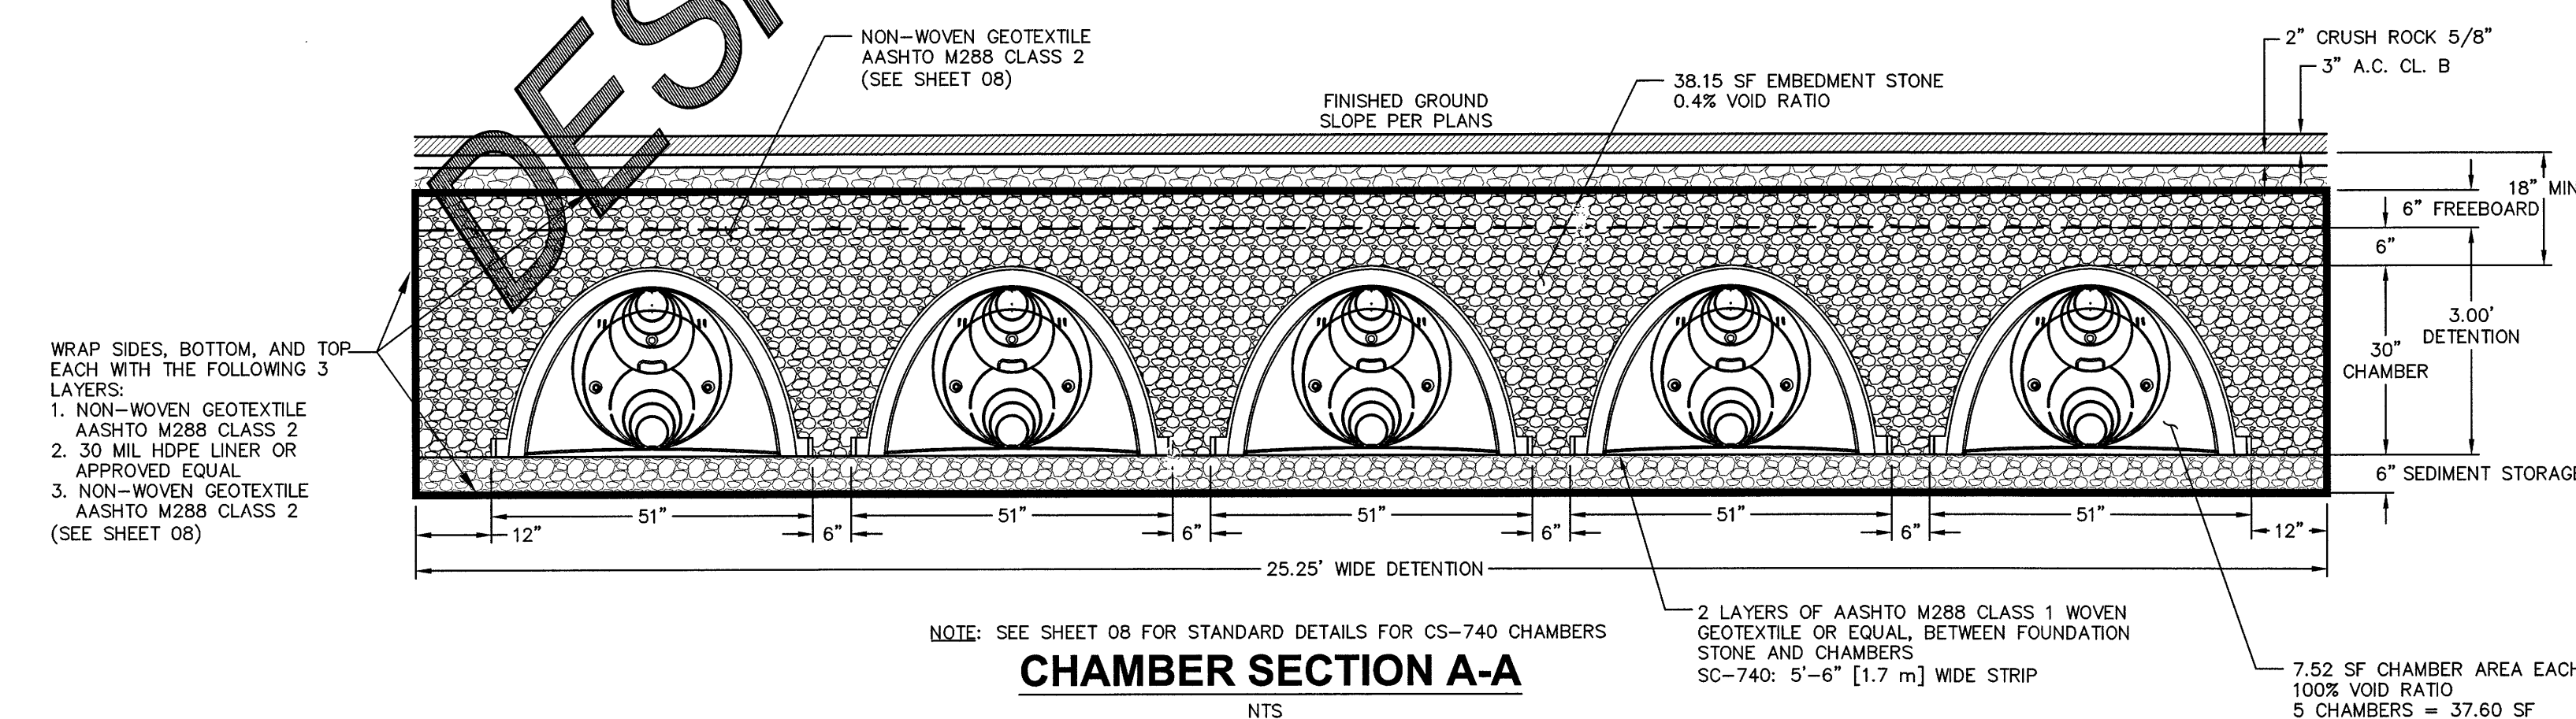 NON-WOVEN GEOTEXTILE
AASHTO M288 CLASS 2
(SEE SHEET 08)
2" CRUSH ROCK 5/8"
3" A.C. CL. B
38.15 SF EMBEDMENT STONE
0.4% VOID RATIO
FINISHED GROUND
SLOPE PER PLANS
18" MIN
6" FREEBOARD
6"
3.00'
DETENTION
30"
CHAMBER
6" SEDIMENT STORAGE
WRAP SIDES, BOTTOM, AND TOP
EACH WITH THE FOLLOWING 3
LAYERS:
1. NON-WOVEN GEOTEXTILE
AASHTO M288 CLASS 2
2. 30 MIL HDPE LINER OR
APPROVED EQUAL
3. NON-WOVEN GEOTEXTILE
AASHTO M288 CLASS 2
(SEE SHEET 08)
12" 51" 6" 51" 6" 51" 6" 51" 6" 51" 12"
25.25' WIDE DETENTION
2 LAYERS OF AASHTO M288 CLASS 1 WOVEN
GEOTEXTILE OR EQUAL, BETWEEN FOUNDATION
STONE AND CHAMBERS
SC-740: 5'-6" [1.7 m] WIDE STRIP
7.52 SF CHAMBER AREA EACH
100% VOID RATIO
5 CHAMBERS = 37.60 SF
NOTE: SEE SHEET 08 FOR STANDARD DETAILS FOR CS-740 CHAMBERS
CHAMBER SECTION A-A
NTS